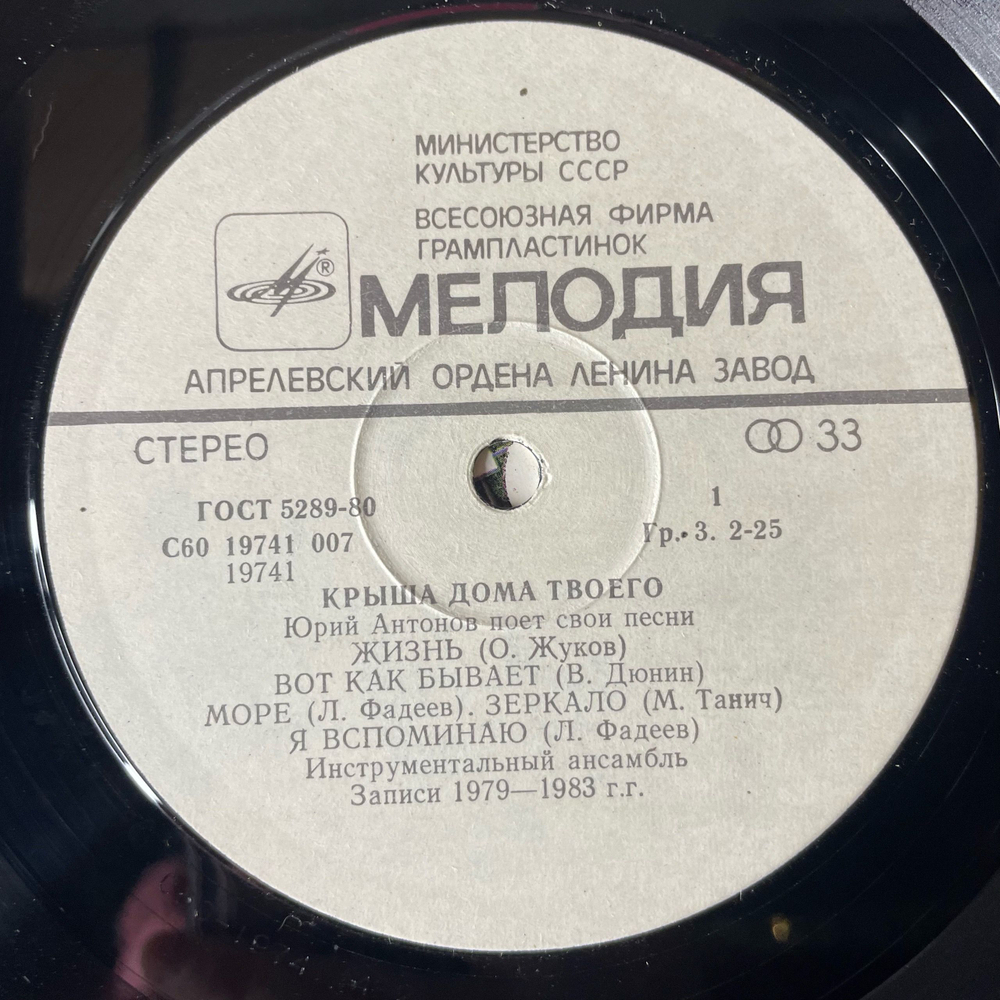 МИНИСТЕРСТВО
КУЛЬТУРЫ СССР
ВСЕСОЮЗНАЯ ФИРМА
ГРАМПЛАСТИНОК
®
МЕЛОДИЯ
АПРЕЛЕВСКИЙ ОРДЕНА ЛЕНИНА ЗАВОД
СТЕРЕО 33
ГОСТ 5289-80 1
С60 19741 007 Гр. 3. 2-25
19741
КРЫША ДОМА ТВОЕГО
Юрий Антонов поет свои песни
ЖИЗНЬ (О. Жуков)
ВОТ КАК БЫВАЕТ (В. Дюнин)
МОРЕ (Л. Фадеев). ЗЕРКАЛО (М. Танич)
Я ВСПОМИНАЮ (Л. Фадеев)
Инструментальный ансамбль
Записи 1979—1983 г.г.